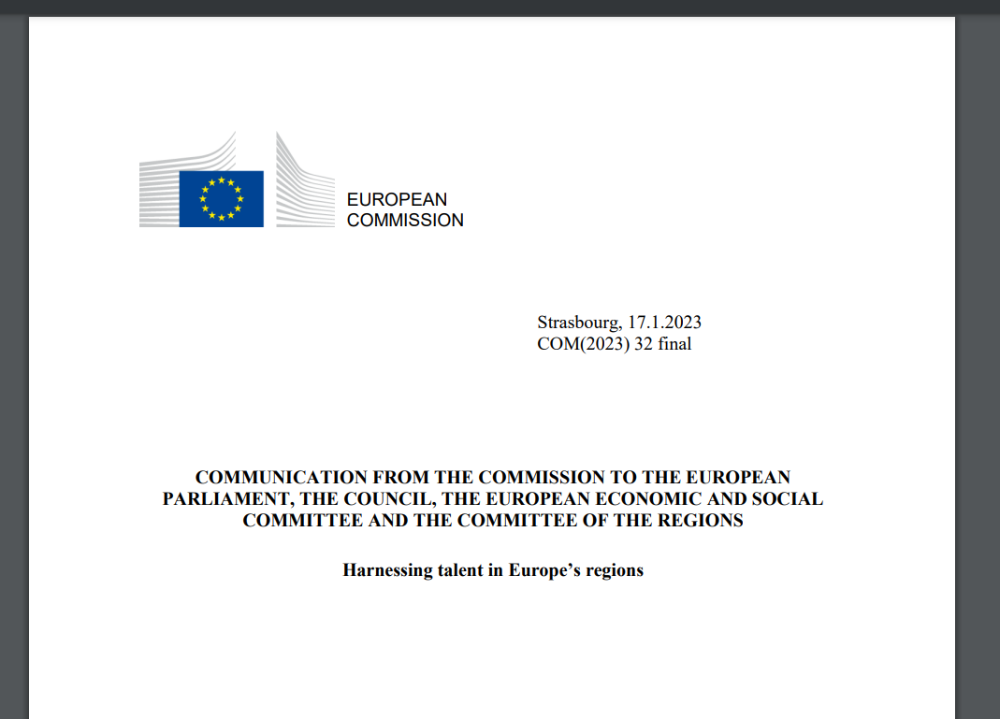 EUROPEAN
COMMISSION
Strasbourg, 17.1.2023
COM(2023) 32 final
COMMUNICATION FROM THE COMMISSION TO THE EUROPEAN
PARLIAMENT, THE COUNCIL, THE EUROPEAN ECONOMIC AND SOCIAL
COMMITTEE AND THE COMMITTEE OF THE REGIONS
Harnessing talent in Europe’s regions